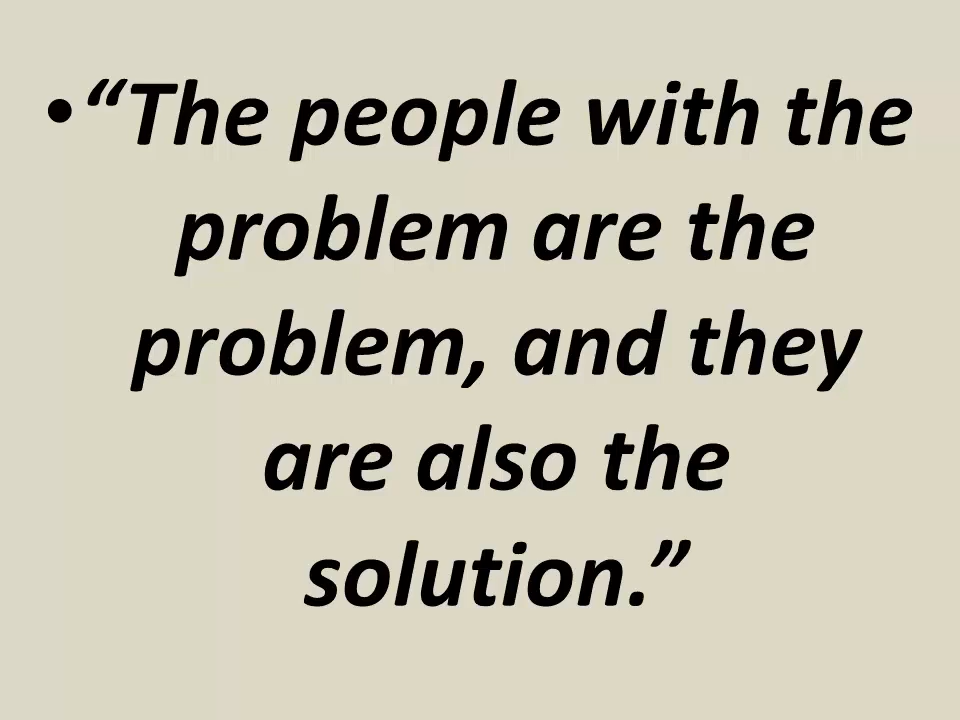 • “The people with the
problem are the
problem, and they
are also the
solution.”